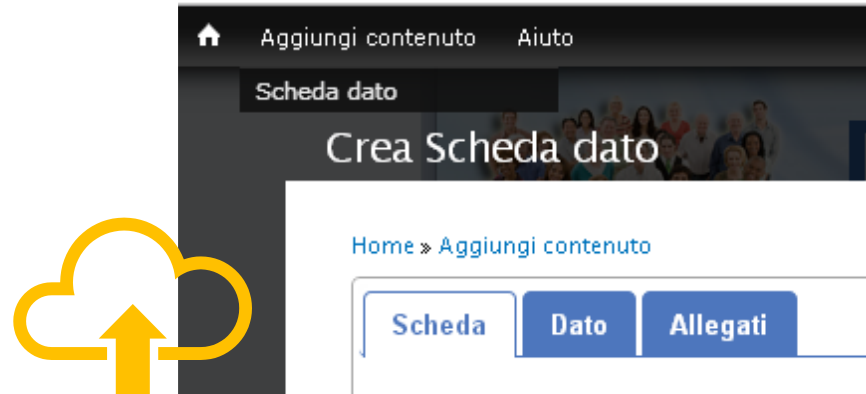 Aggiungi contenuto Aiuto
Scheda dato
Crea Scheda dato
Home » Aggiungi contenuto
Scheda Dato Allegati